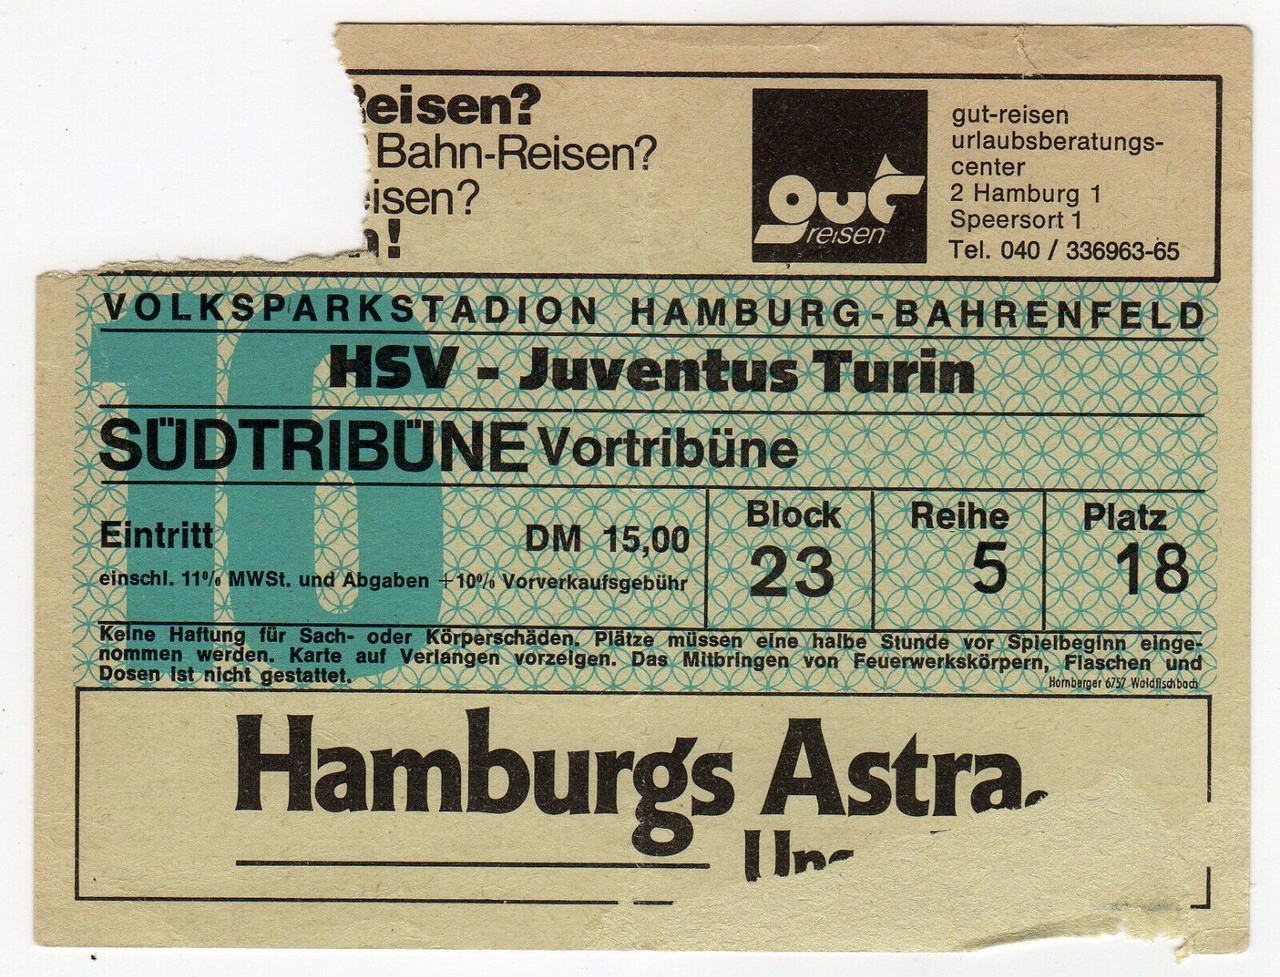 eisen?
Bahn-Reisen?
eisen?
!
gut
reisen
gut-reisen
urlaubsberatungs-
center
2 Hamburg 1
Speersort 1
Tel. 040 / 336963-65
16
VOLKSPARKSTADION HAMBURG-BAHRENFELD
HSV - Juventus Turin
SÜDTRIBÜNE Vortribüne
Eintritt DM 15,00
einschl. 11% MWSt. und Abgaben +10% Vorverkaufsgebühr
Block Reihe Platz
23 5 18
Keine Haftung für Sach- oder Körperschäden. Plätze müssen eine halbe Stunde vor Spielbeginn einge-
nommen werden. Karte auf Verlangen vorzeigen. Das Mitbringen von Feuerwerkskörpern, Flaschen und
Dosen ist nicht gestattet.
Hornberger 6757 Waldfischbach
Hamburgs Astra.